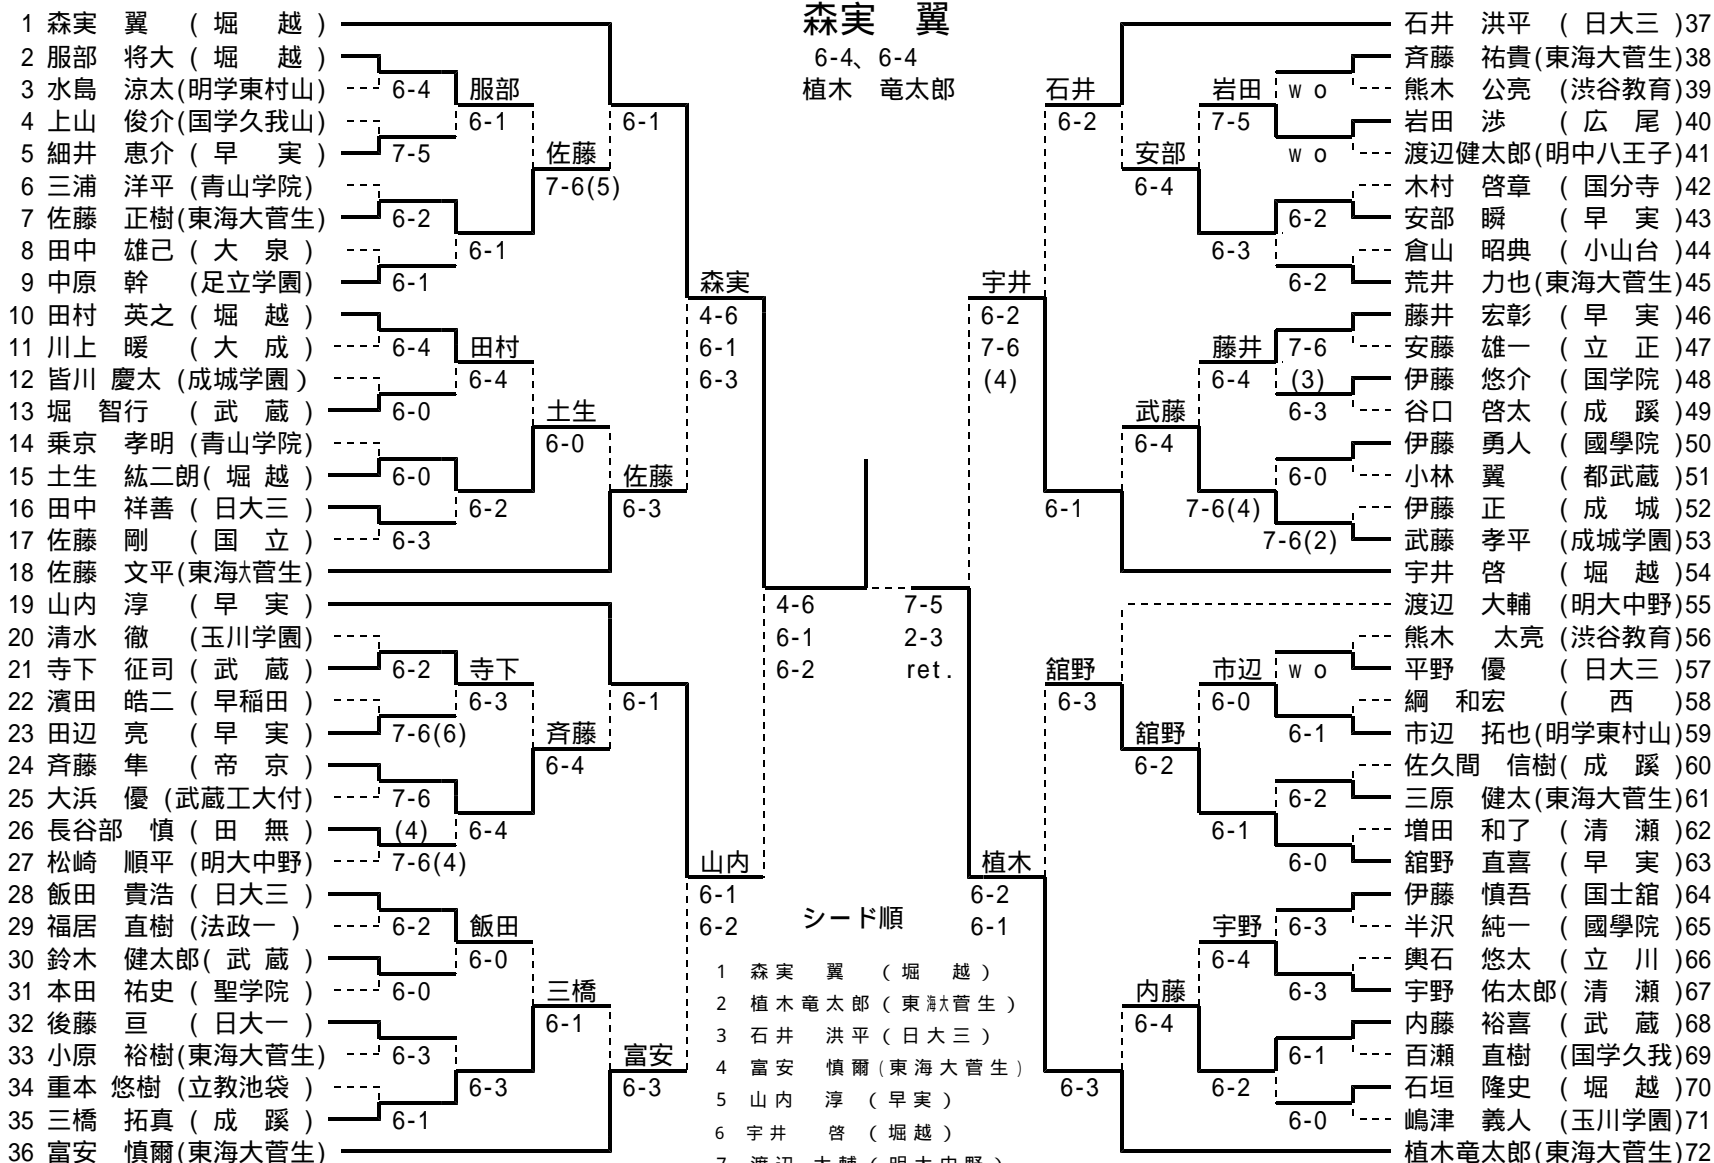 森実 翼
6-4、6-4
植木 竜太郎
1 森実 翼 ( 堀 越 )
2 服部 将大 ( 堀 越 )
3 水島 涼太(明学東村山)
4 上山 俊介(国学久我山)
5 細井 恵介 ( 早 実 )
6 三浦 洋平 (青山学院)
7 佐藤 正樹(東海大菅生)
8 田中 雄己 ( 大 泉 )
9 中原 幹 (足立学園)
10 田村 英之 ( 堀 越 )
11 川上 暖 ( 大 成 )
12 皆川 慶太 (成城学園)
13 堀 智行 ( 武 蔵 )
14 乗京 孝明 (青山学院)
15 土生 紘二朗( 堀 越 )
16 田中 祥善 ( 日大三 )
17 佐藤 剛 ( 国 立 )
18 佐藤 文平(東海大菅生)
19 山内 淳 ( 早 実 )
20 清水 徹 (玉川学園)
21 寺下 征司 ( 武 蔵 )
22 濱田 皓二 ( 早稲田 )
23 田辺 亮 ( 早 実 )
24 斉藤 隼 ( 帝 京 )
25 大浜 優 (武蔵工大付)
26 長谷部 慎 ( 田 無 )
27 松崎 順平 (明大中野)
28 飯田 貴浩 ( 日大三 )
29 福居 直樹 (法政一 )
30 鈴木 健太郎( 武 蔵 )
31 本田 祐史 ( 聖学院 )
32 後藤 亘 ( 日大一 )
33 小原 裕樹(東海大菅生)
34 重本 悠樹 (立教池袋 )
35 三橋 拓真 ( 成 蹊 )
36 富安 慎爾(東海大菅生)
6-4
7-5
6-2
6-1
6-4
6-0
6-0
6-3
6-2
7-6(6)
7-6
(4)
7-6(4)
6-2
6-0
6-3
6-1
服部
6-1
6-1
田村
6-4
6-2
寺下
6-3
6-4
飯田
6-0
6-3
佐藤
7-6(5)
土生
6-0
斉藤
6-4
三橋
6-1
6-1
佐藤
6-3
6-1
富安
6-3
森実
4-6
6-1
6-3
山内
6-1
6-2
4-6
6-1
6-2
7-5
2-3
ret.
宇井
6-2
7-6
(4)
植木
6-2
6-1
石井
6-2
6-1
舘野
6-3
6-3
安部
6-4
武藤
6-4
舘野
6-2
内藤
6-4
岩田
7-5
6-3
藤井
6-4
7-6(4)
市辺
6-0
6-1
宇野
6-4
6-2
wo
wo
6-2
6-2
7-6
(3)
6-3
6-0
7-6(2)
wo
6-1
6-2
6-0
6-3
6-3
6-1
6-0
石井 洪平 ( 日大三 )37
斉藤 祐貴(東海大菅生)38
熊木 公亮 (渋谷教育)39
岩田 渉 ( 広 尾 )40
渡辺健太郎(明中八王子)41
木村 啓章 ( 国分寺 )42
安部 瞬 ( 早 実 )43
倉山 昭典 ( 小山台 )44
荒井 力也(東海大菅生)45
藤井 宏彰 ( 早 実 )46
安藤 雄一 ( 立 正 )47
伊藤 悠介 ( 国学院 )48
谷口 啓太 ( 成 蹊 )49
伊藤 勇人 ( 國學院 )50
小林 翼 ( 都武蔵 )51
伊藤 正 ( 成 城 )52
武藤 孝平 (成城学園)53
宇井 啓 ( 堀 越 )54
渡辺 大輔 (明大中野)55
熊木 太亮 (渋谷教育)56
平野 優 ( 日大三 )57
綱 和宏 ( 西 )58
市辺 拓也(明学東村山)59
佐久間 信樹( 成 蹊 )60
三原 健太(東海大菅生)61
増田 和了 ( 清 瀬 )62
舘野 直喜 ( 早 実 )63
伊藤 慎吾 ( 国士舘 )64
半沢 純一 ( 國學院 )65
輿石 悠太 ( 立 川 )66
宇野 佑太郎( 清 瀬 )67
内藤 裕喜 ( 武 蔵 )68
百瀬 直樹 (国学久我)69
石垣 隆史 ( 堀 越 )70
嶋津 義人 (玉川学園)71
植木竜太郎(東海大菅生)72
シード順
1 森実 翼 ( 堀 越 )
2 植木竜太郎 ( 東海大菅生 )
3 石井 洪平 ( 日大三 )
4 富安 慎爾 (東海大菅生)
5 山内 淳 ( 早実 )
6 宇井 啓 ( 堀越 )
7 渡辺 大輔 ( 明大中野 )